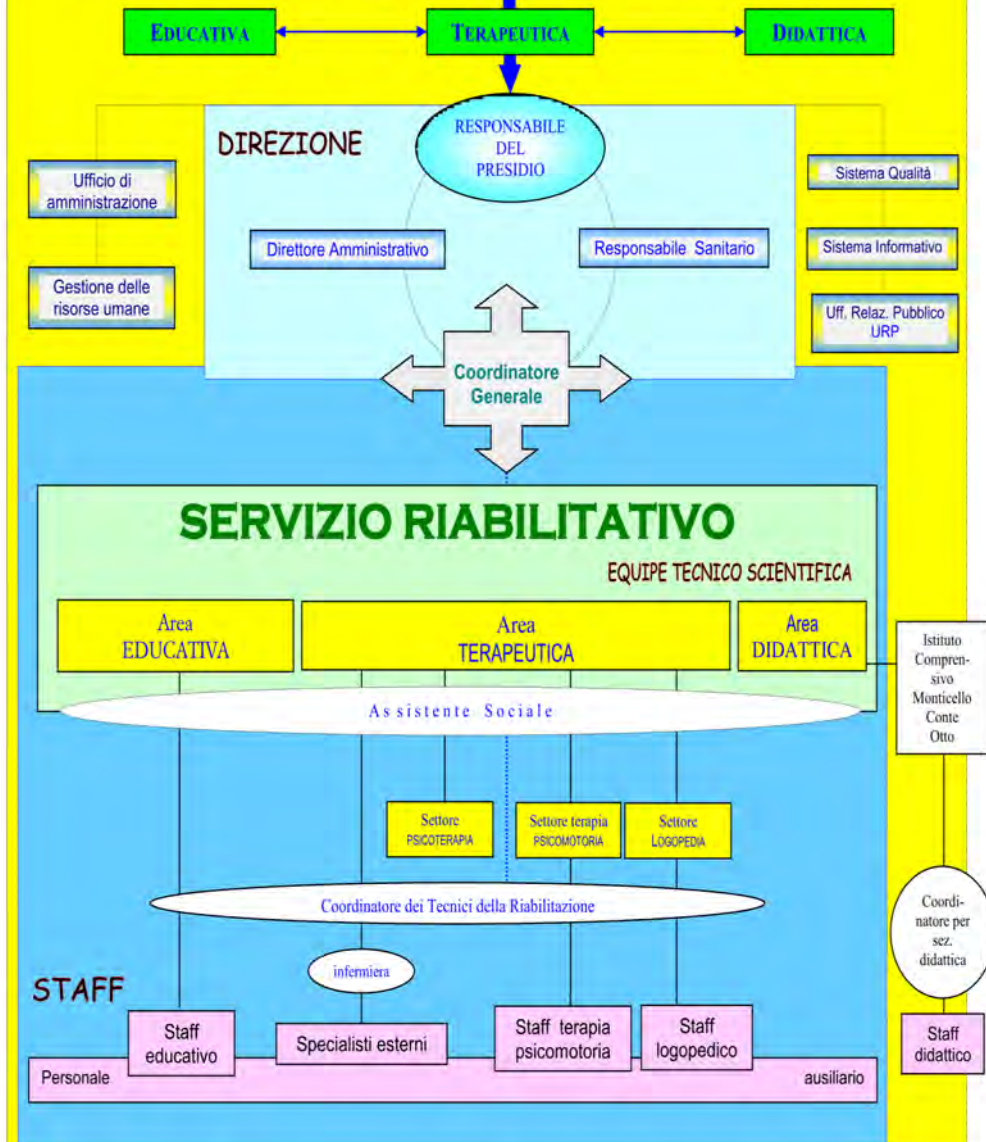 EDUCATIVA
TERAPEUTICA
DIDATTICA
DIREZIONE
RESPONSABILE
DEL
PRESIDIO
Ufficio di
amministrazione
Gestione delle
risorse umane
Direttore Amministrativo
Responsabile Sanitario
Sistema Qualità
Sistema Informativo
Uff. Relaz. Pubblico
URP
Coordinatore
Generale
SERVIZIO RIABILITATIVO
EQUIPE TECNICO SCIENTIFICA
Area
EDUCATIVA
Area
TERAPEUTICA
Area
DIDATTICA
Istituto
Compren-
sivo
Monticello
Conte
Otto
Assistente Sociale
Settore
PSICOTERAPIA
Settore terapia
PSICOMOTORIA
Settore
LOGOPEDIA
Coordinatore dei Tecnici della Riabilitazione
Coordi-
natore per
sez.
didattica
infermiera
STAFF
Staff
educativo
Specialisti esterni
Staff terapia
psicomotoria
Staff
logopedico
Staff
didattico
Personale
ausiliario